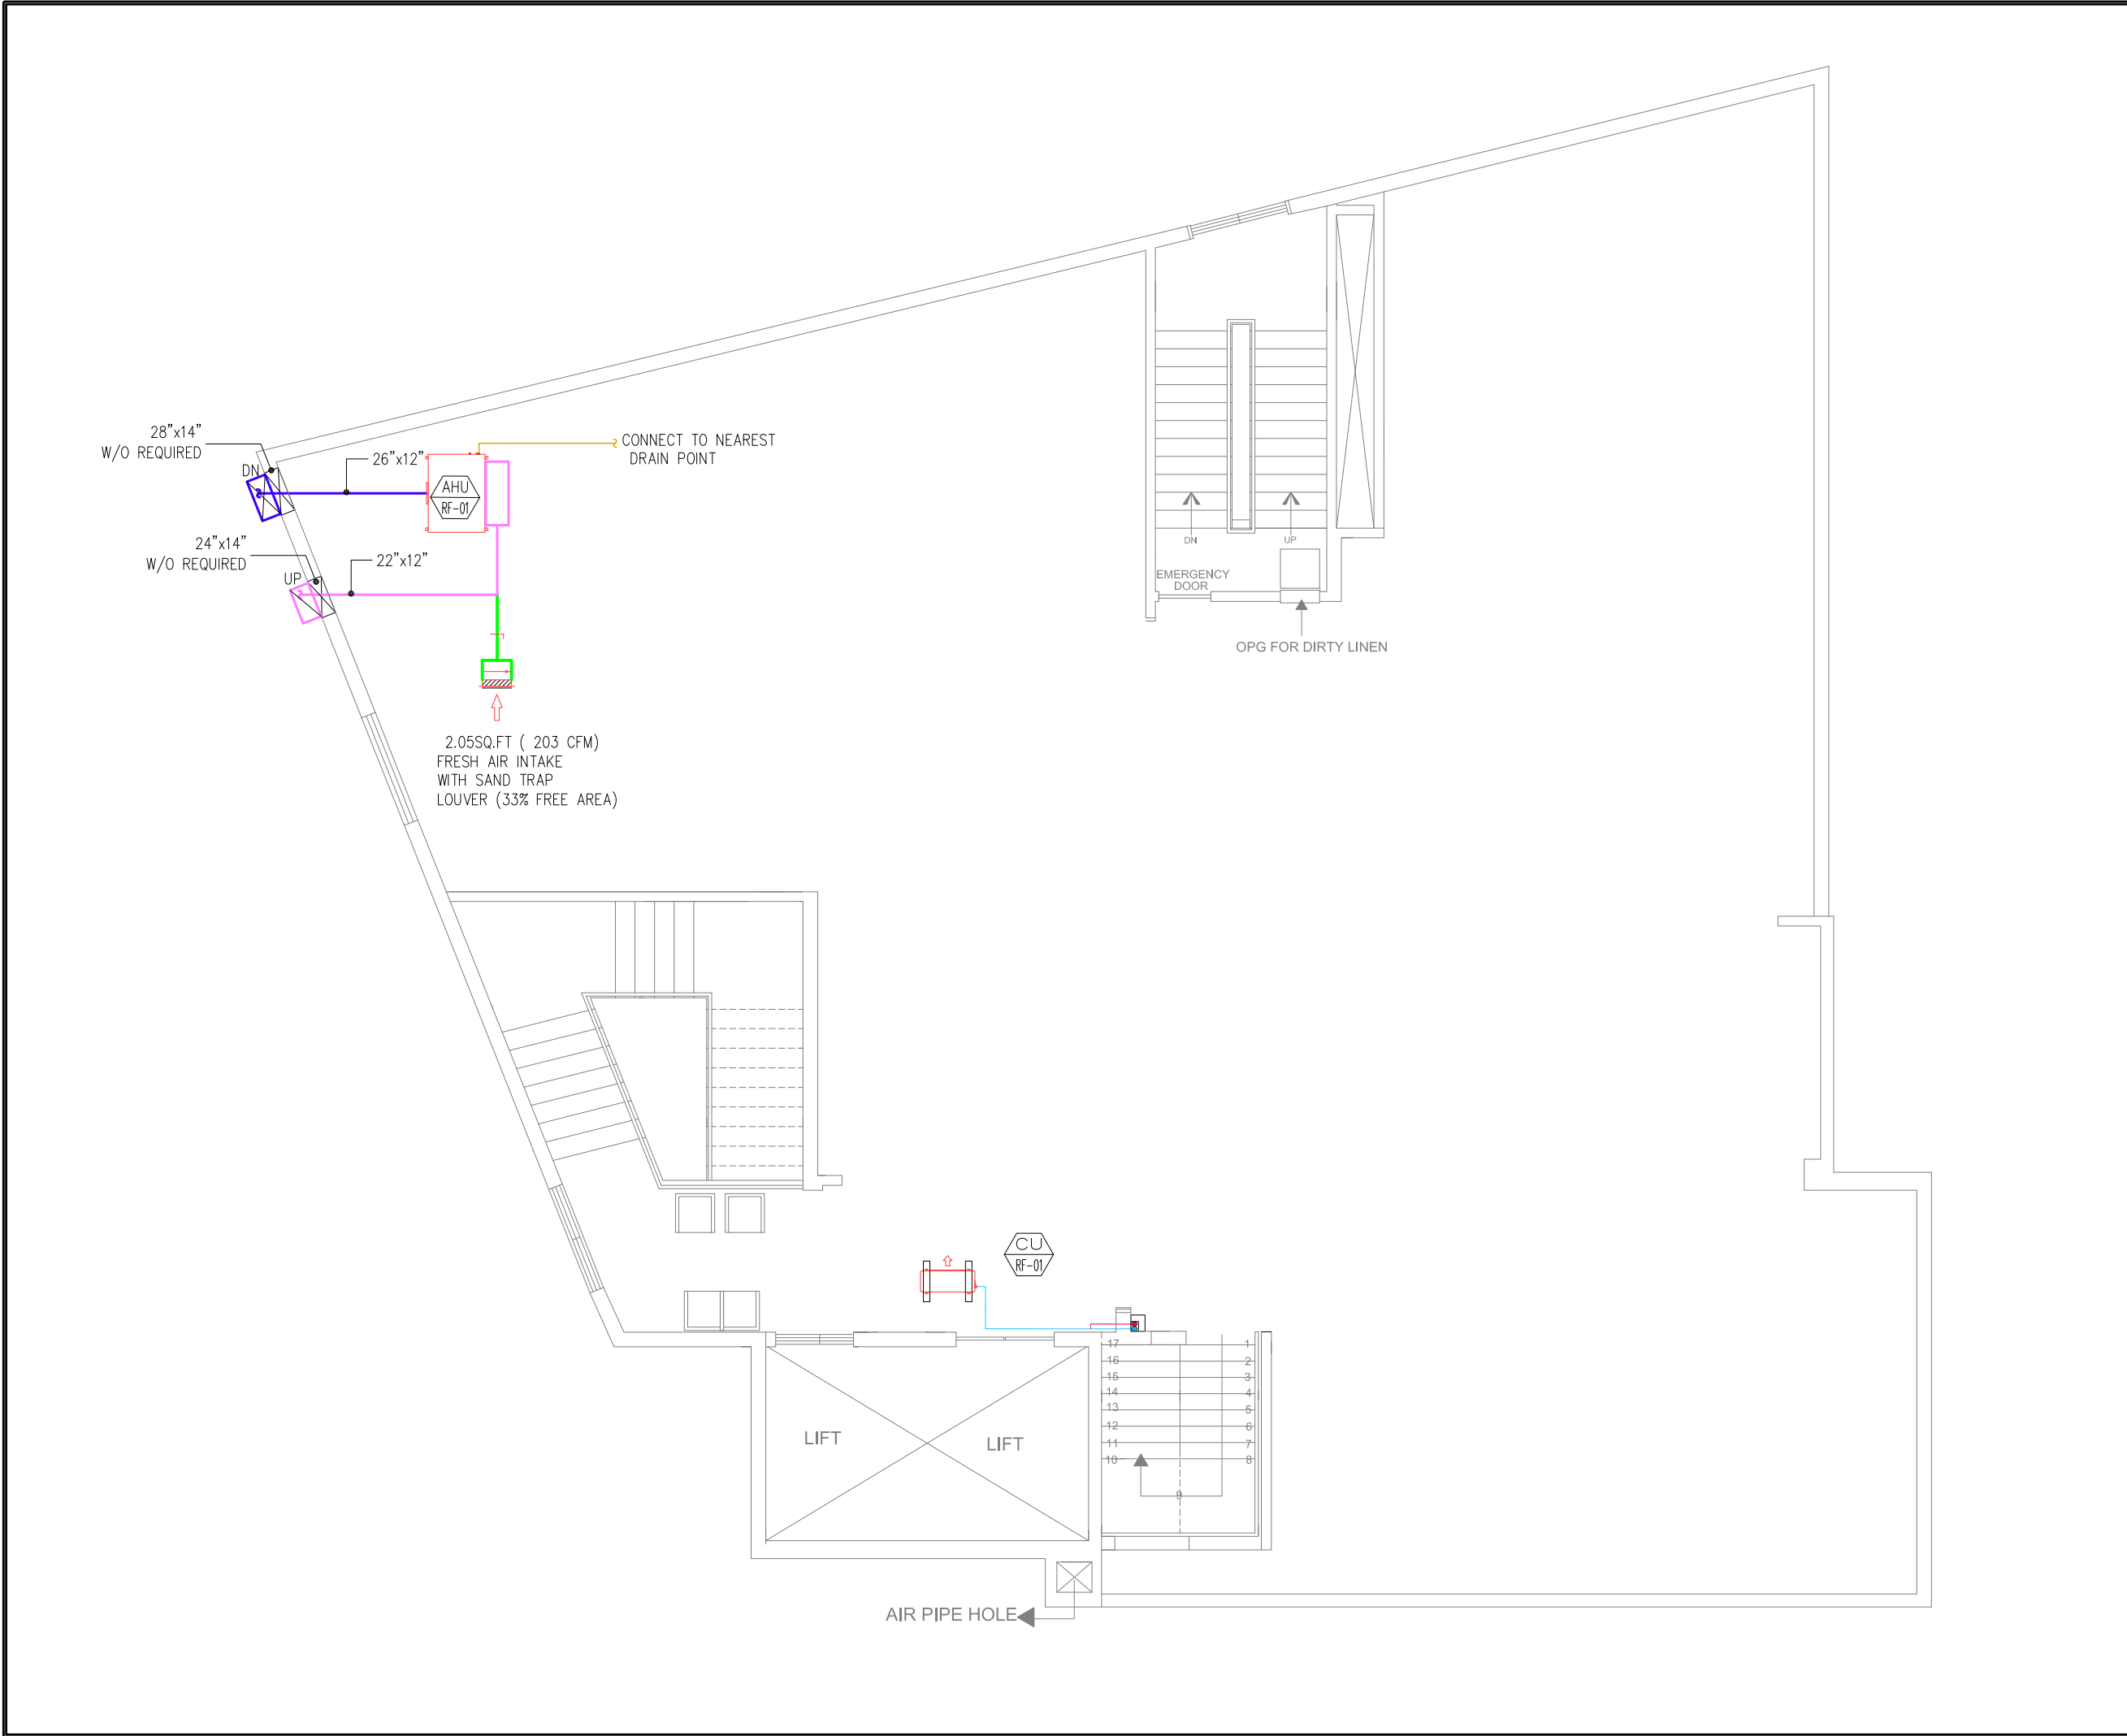 28”x14”
W/O REQUIRED
DN
26”x12”
AHU
RF-01
CONNECT TO NEAREST
DRAIN POINT
24”x14”
W/O REQUIRED
UP
22”x12”
2.05SQ.FT ( 203 CFM)
FRESH AIR INTAKE
WITH SAND TRAP
LOUVER (33% FREE AREA)
DN
UP
EMERGENCY
DOOR
OPG FOR DIRTY LINEN
CU
RF-01
17
16
15
14
13
12
11
10
1
2
3
4
5
6
7
8
9
LIFT
LIFT
AIR PIPE HOLE